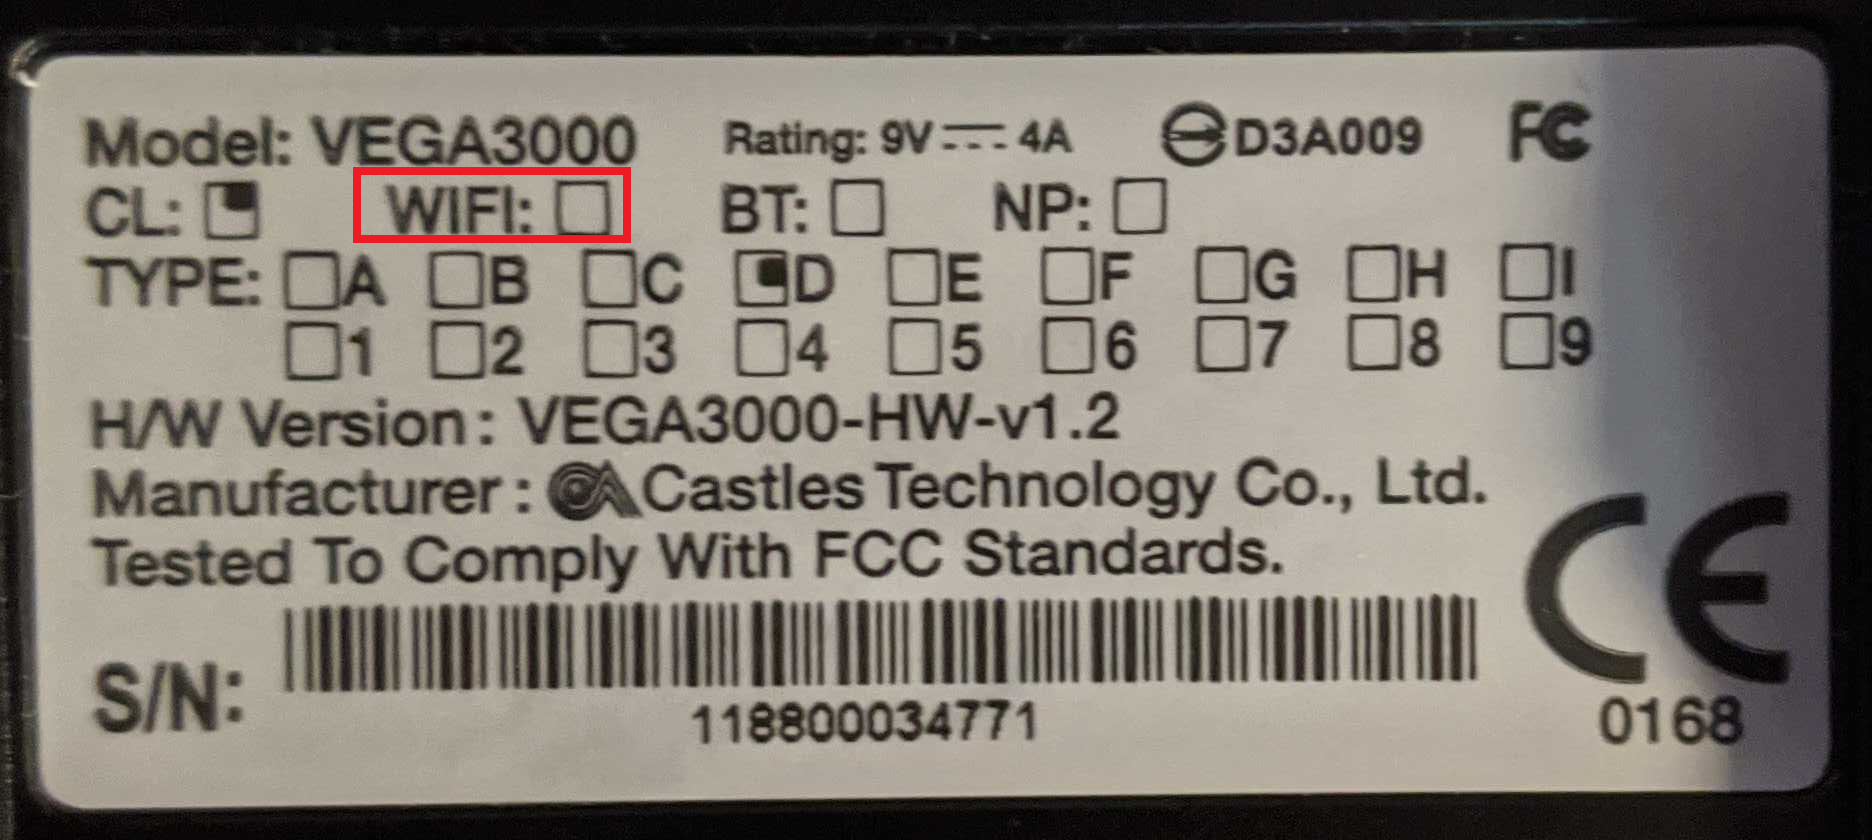 Model: VEGA3000 Rating: 9V 4A D3A009 FC
CL: WIFI: BT: NP:
TYPE: A B C D E F G H I
1 2 3 4 5 6 7 8 9
H/W Version: VEGA3000-HW-v1.2
Manufacturer: Castles Technology Co., Ltd.
Tested To Comply With FCC Standards.
CE
S/N:
118800034771
0168